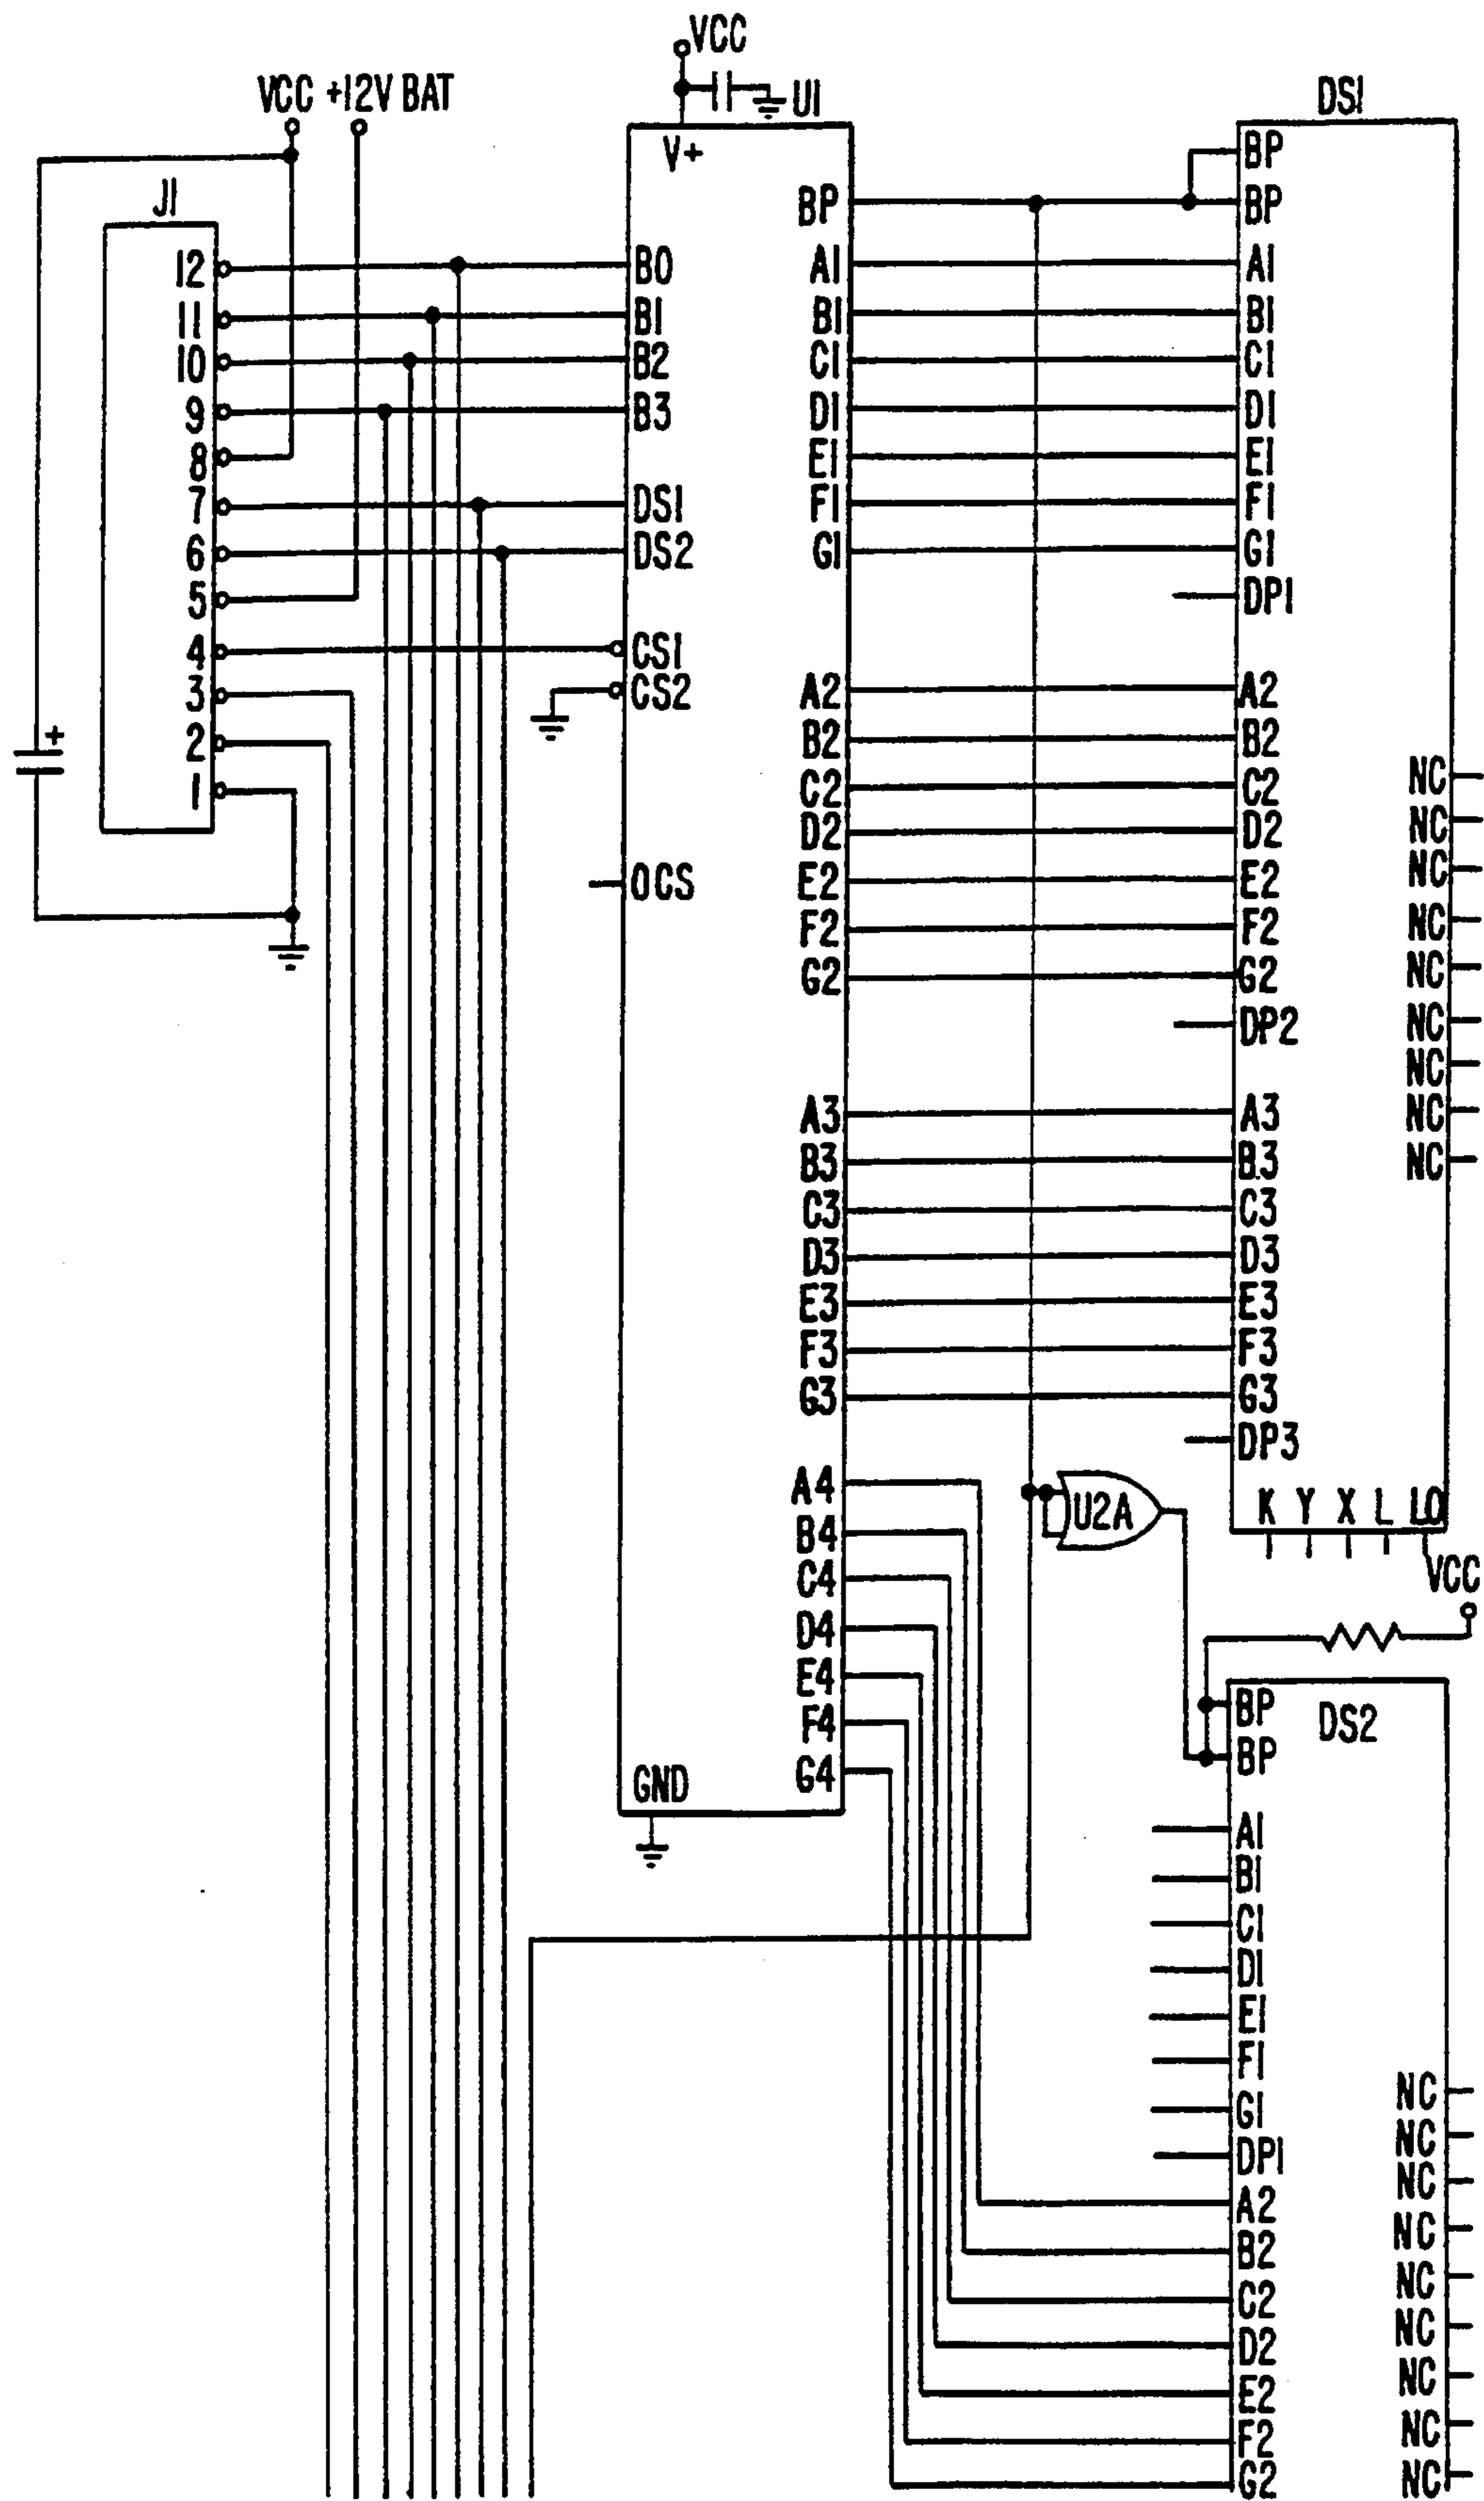 VCC
VCC +12V BAT
U1
DS1
J1
V+
12
11
10
9
8
7
6
5
4
3
2
1
B0
B1
B2
B3
DS1
DS2
CS1
CS2
OCS
GND
BP
A1
B1
C1
D1
E1
F1
G1
A2
B2
C2
D2
E2
F2
G2
A3
B3
C3
D3
E3
F3
G3
A4
B4
C4
D4
E4
F4
G4
BP
BP
A1
B1
C1
D1
E1
F1
G1
DP1
A2
B2
C2
D2
E2
F2
G2
DP2
A3
B3
C3
D3
E3
F3
G3
DP3
NC
NC
NC
NC
NC
NC
NC
NC
NC
K Y X L LO
U2A
VCC
DS2
BP
BP
A1
B1
C1
D1
E1
F1
G1
DP1
A2
B2
C2
D2
E2
F2
G2
NC
NC
NC
NC
NC
NC
NC
NC
NC
+